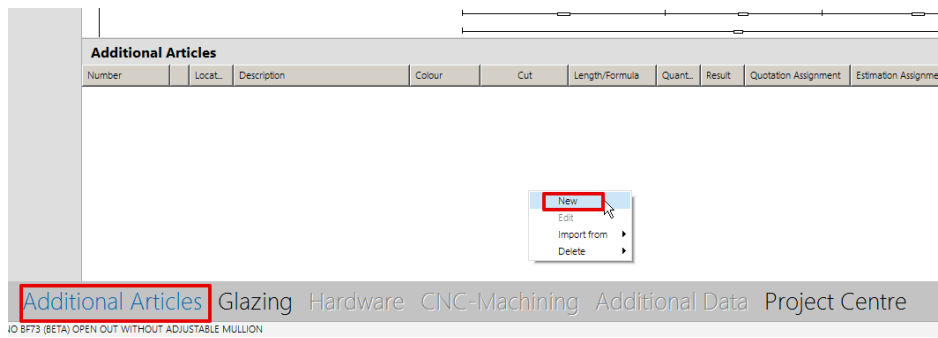 Additional Articles
Number Locat... Description Colour Cut Length/Formula Quant... Result Quotation Assignment Estimation Assignme
New
Edit
Import from
Delete
Additional Articles Glazing Hardware CNC-Machining Additional Data Project Centre
NO BF73 (BETA) OPEN OUT WITHOUT ADJUSTABLE MULLION